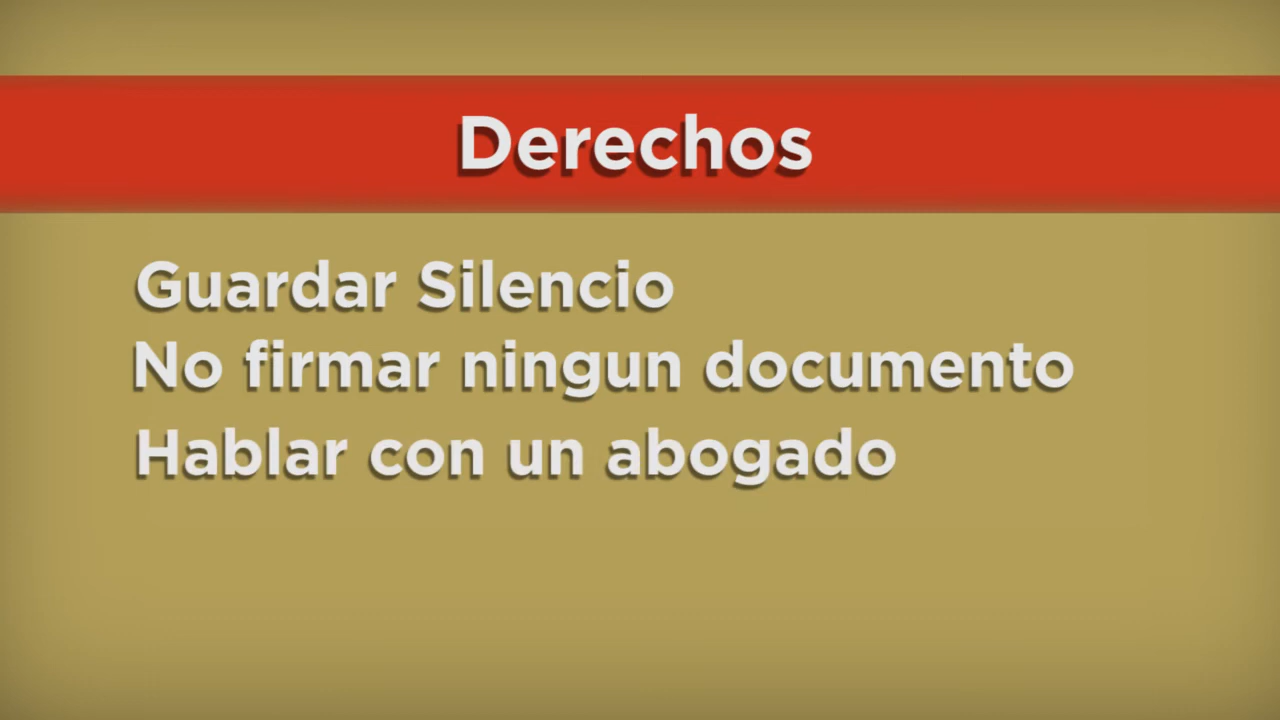 Derechos
Guardar Silencio
No firmar ningun documento
Hablar con un abogado